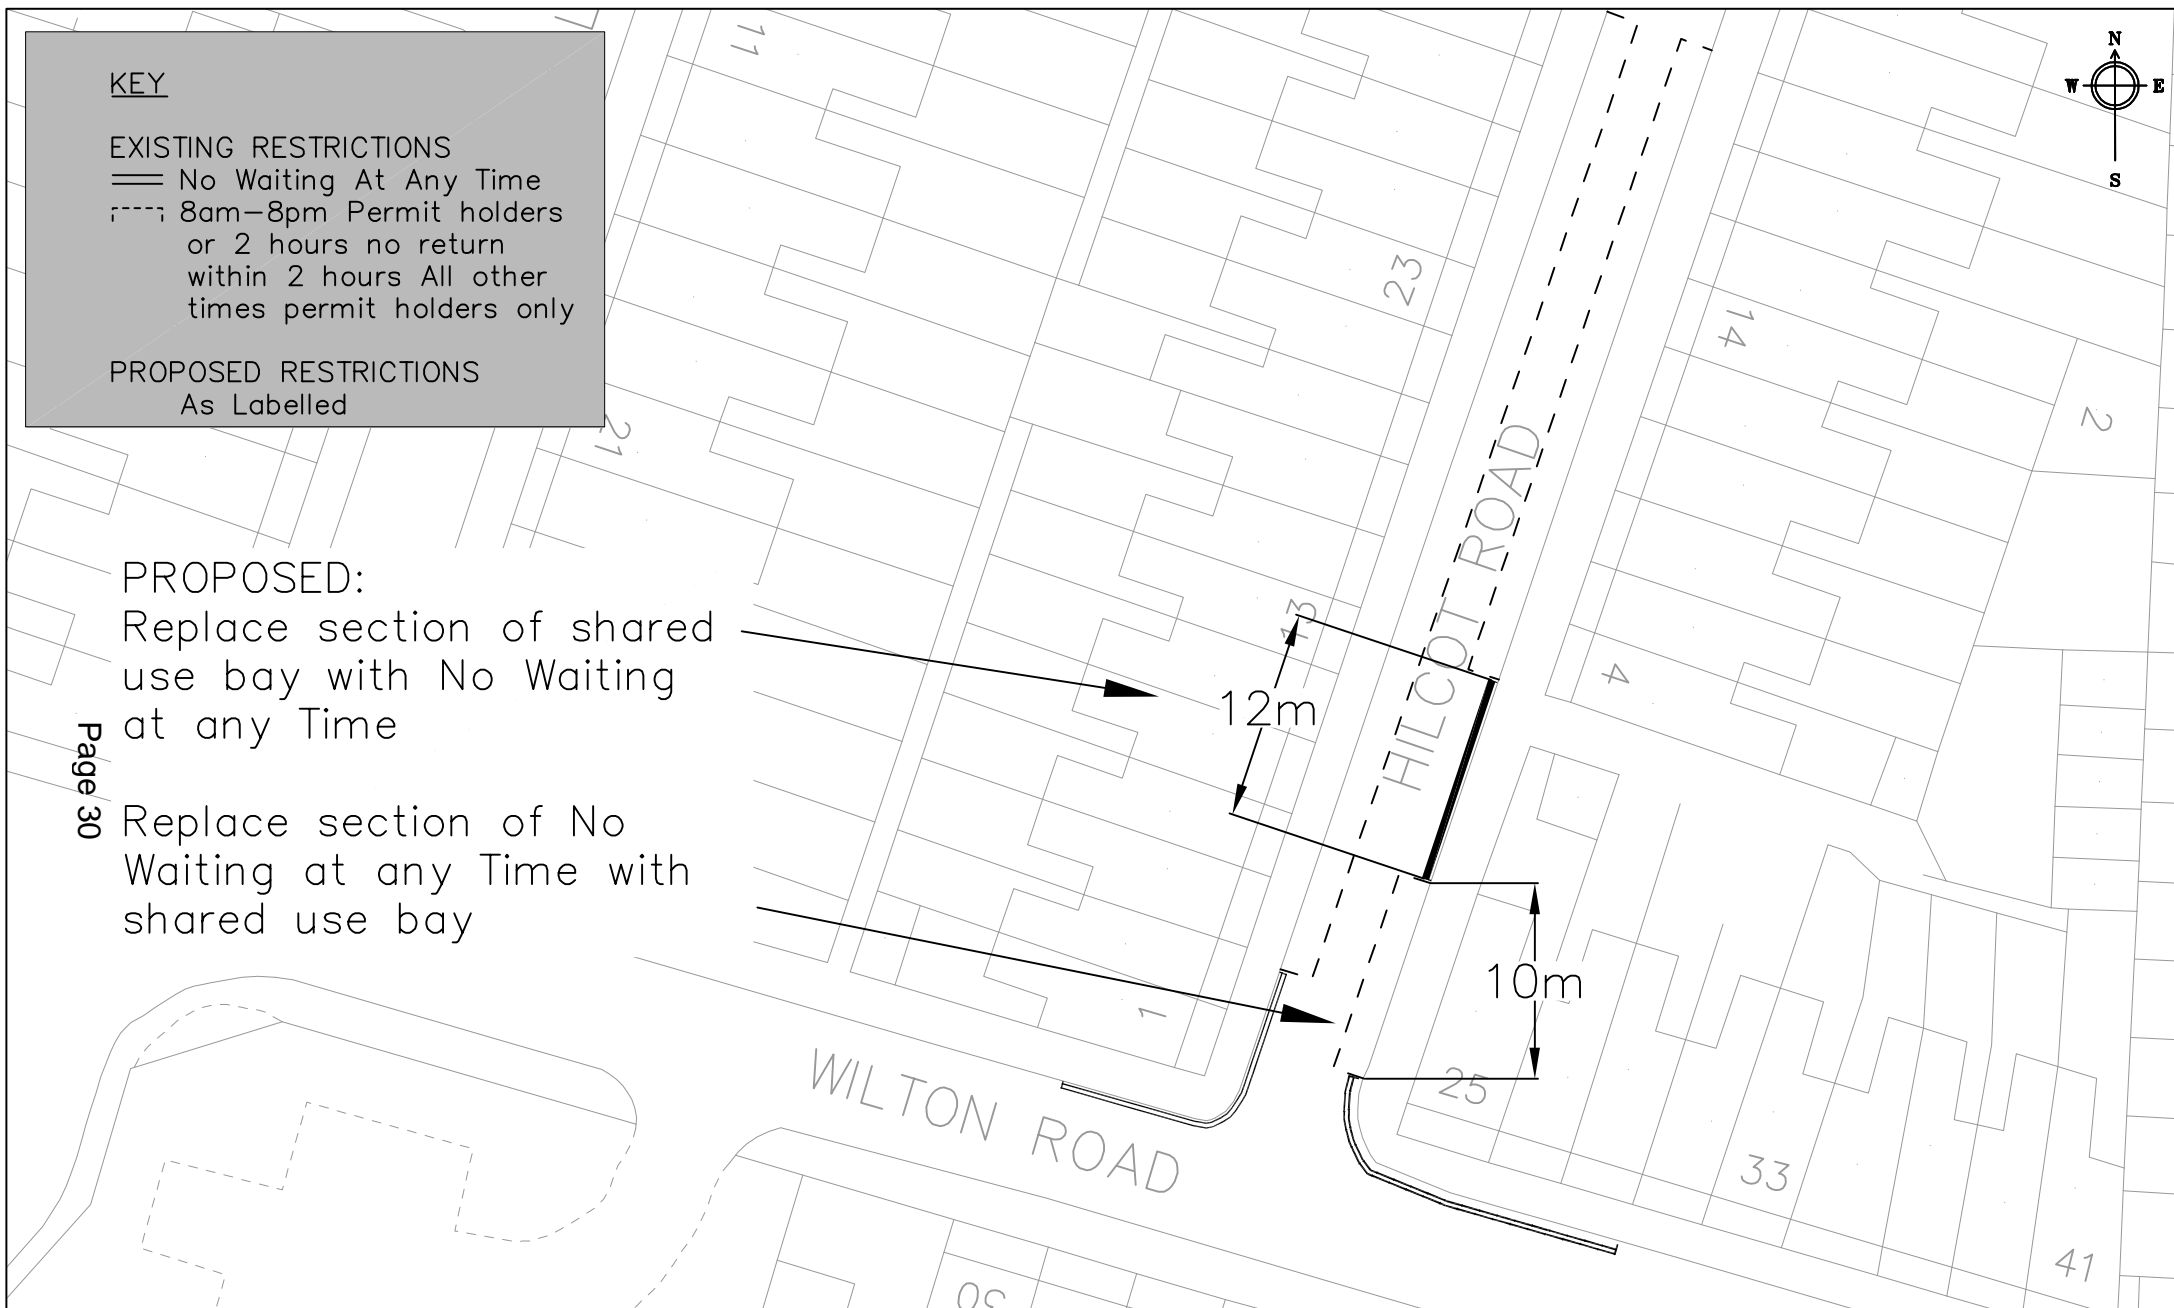 KEY
EXISTING RESTRICTIONS
No Waiting At Any Time
8am-8pm Permit holders
or 2 hours no return
within 2 hours All other
times permit holders only
PROPOSED RESTRICTIONS
As Labelled
N
W E
S
11
23
14
2
21
HILCOT ROAD
13
4
PROPOSED:
Replace section of shared
use bay with No Waiting
at any Time
12m
Replace section of No
Waiting at any Time with
shared use bay
10m
1
25
WILTON ROAD
33
41
Page 30